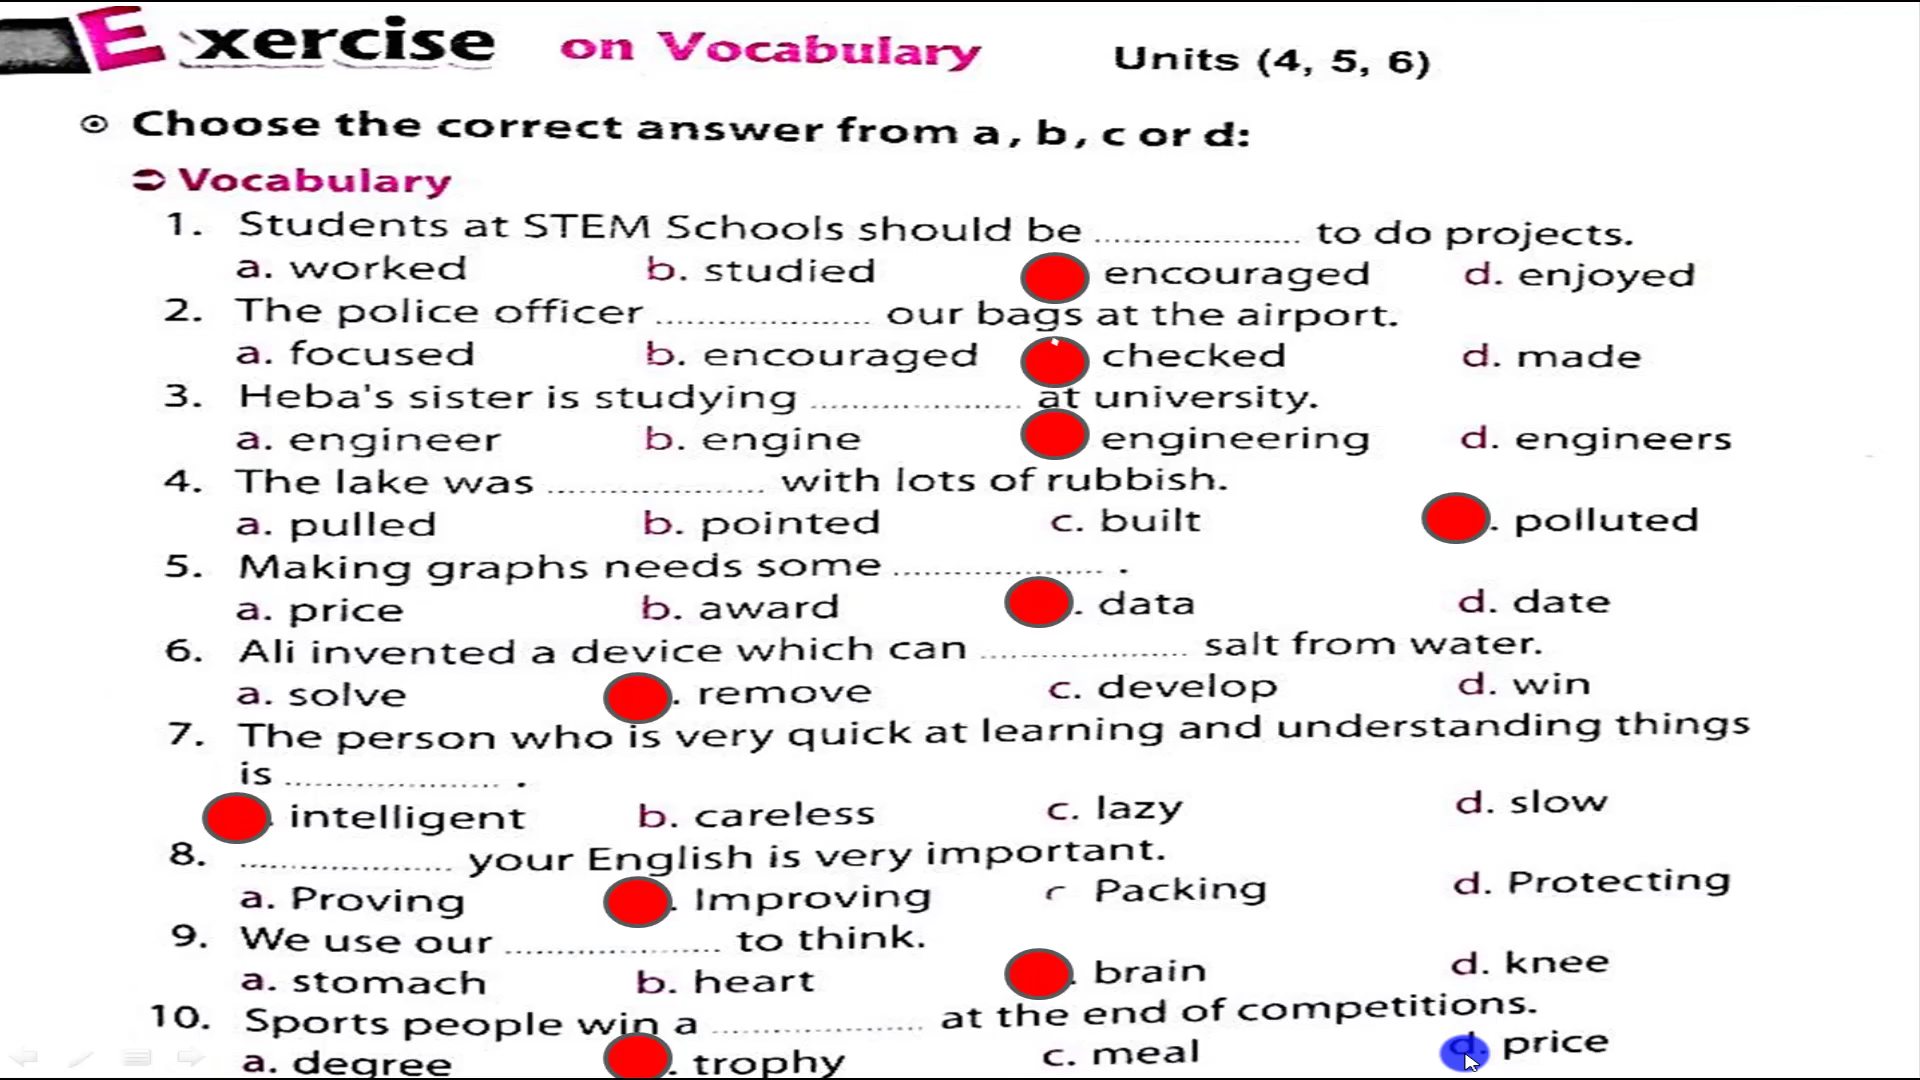 Exercise on Vocabulary Units (4, 5, 6)
Choose the correct answer from a, b, c or d:
Vocabulary
1. Students at STEM Schools should be .................... to do projects.
a. worked b. studied encouraged d. enjoyed
2. The police officer .................... our bags at the airport.
a. focused b. encouraged checked d. made
3. Heba's sister is studying .................... at university.
a. engineer b. engine engineering d. engineers
4. The lake was .................... with lots of rubbish.
a. pulled b. pointed c. built . polluted
5. Making graphs needs some .................... .
a. price b. award . data d. date
6. Ali invented a device which can .................... salt from water.
a. solve . remove c. develop d. win
7. The person who is very quick at learning and understanding things
is .................... .
. intelligent b. careless c. lazy d. slow
8. .................... your English is very important.
a. Proving . Improving c Packing d. Protecting
9. We use our .................... to think.
a. stomach b. heart . brain d. knee
10. Sports people win a .................... at the end of competitions.
a. degree . trophy c. meal d. price